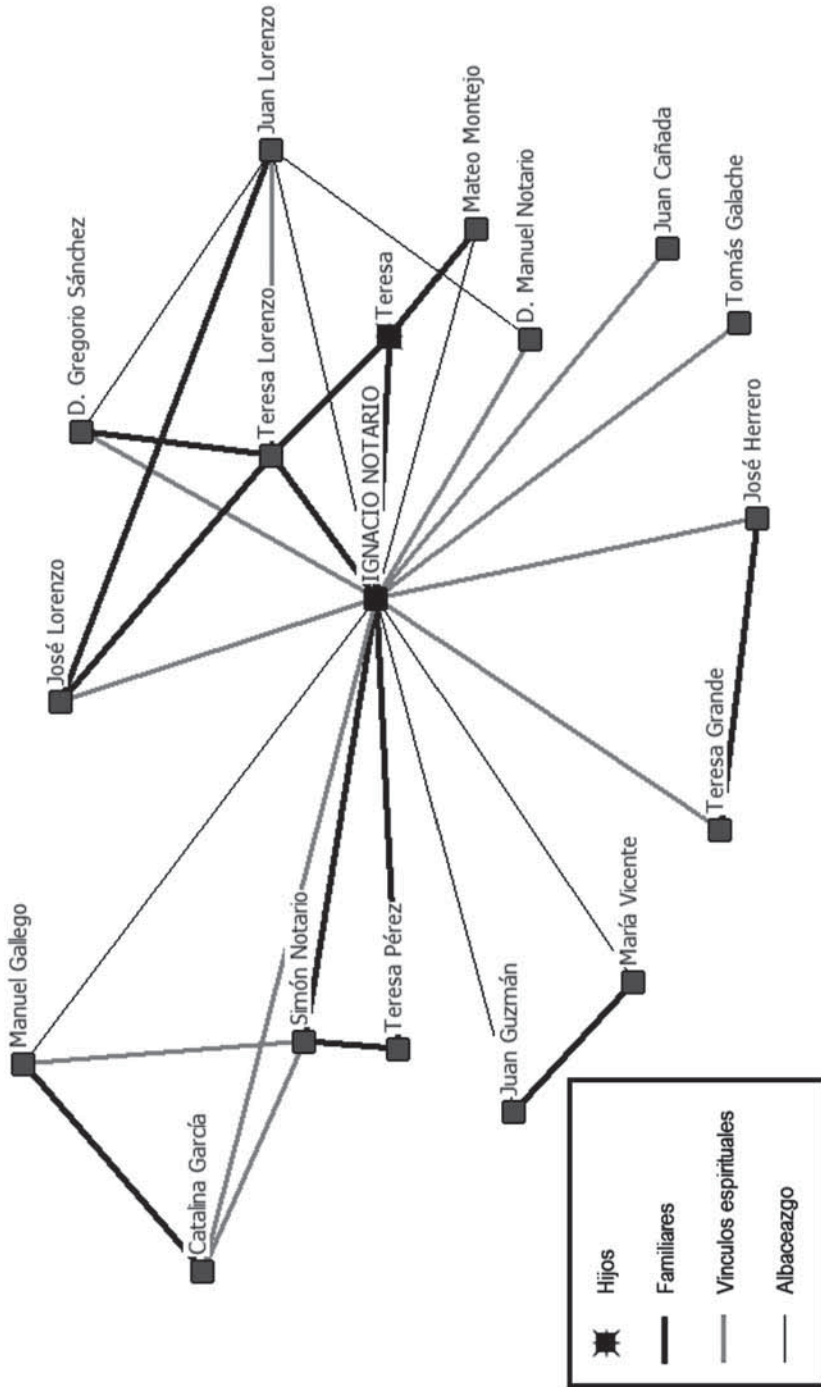 Manuel Gallego
Catalina García
Simón Notario
Teresa Pérez
José Lorenzo
D. Gregorio Sánchez
Juan Lorenzo
Teresa Lorenzo
Teresa
Mateo Montejo
IGNACIO NOTARIO
D. Manuel Notario
Juan Cañada
Tomás Galache
José Herrero
Teresa Grande
Juan Guzmán
María Vicente
Hijos
Familiares
Vínculos espirituales
Albaceazgo